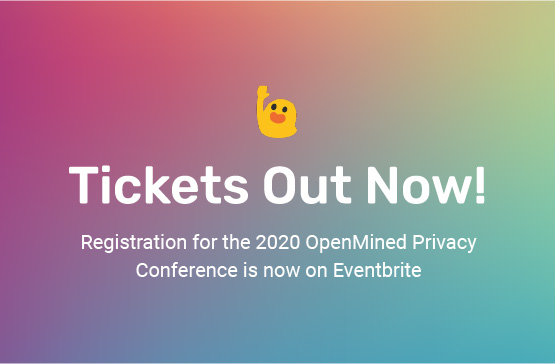 Tickets Out Now!
Registration for the 2020 OpenMined Privacy
Conference is now on Eventbrite